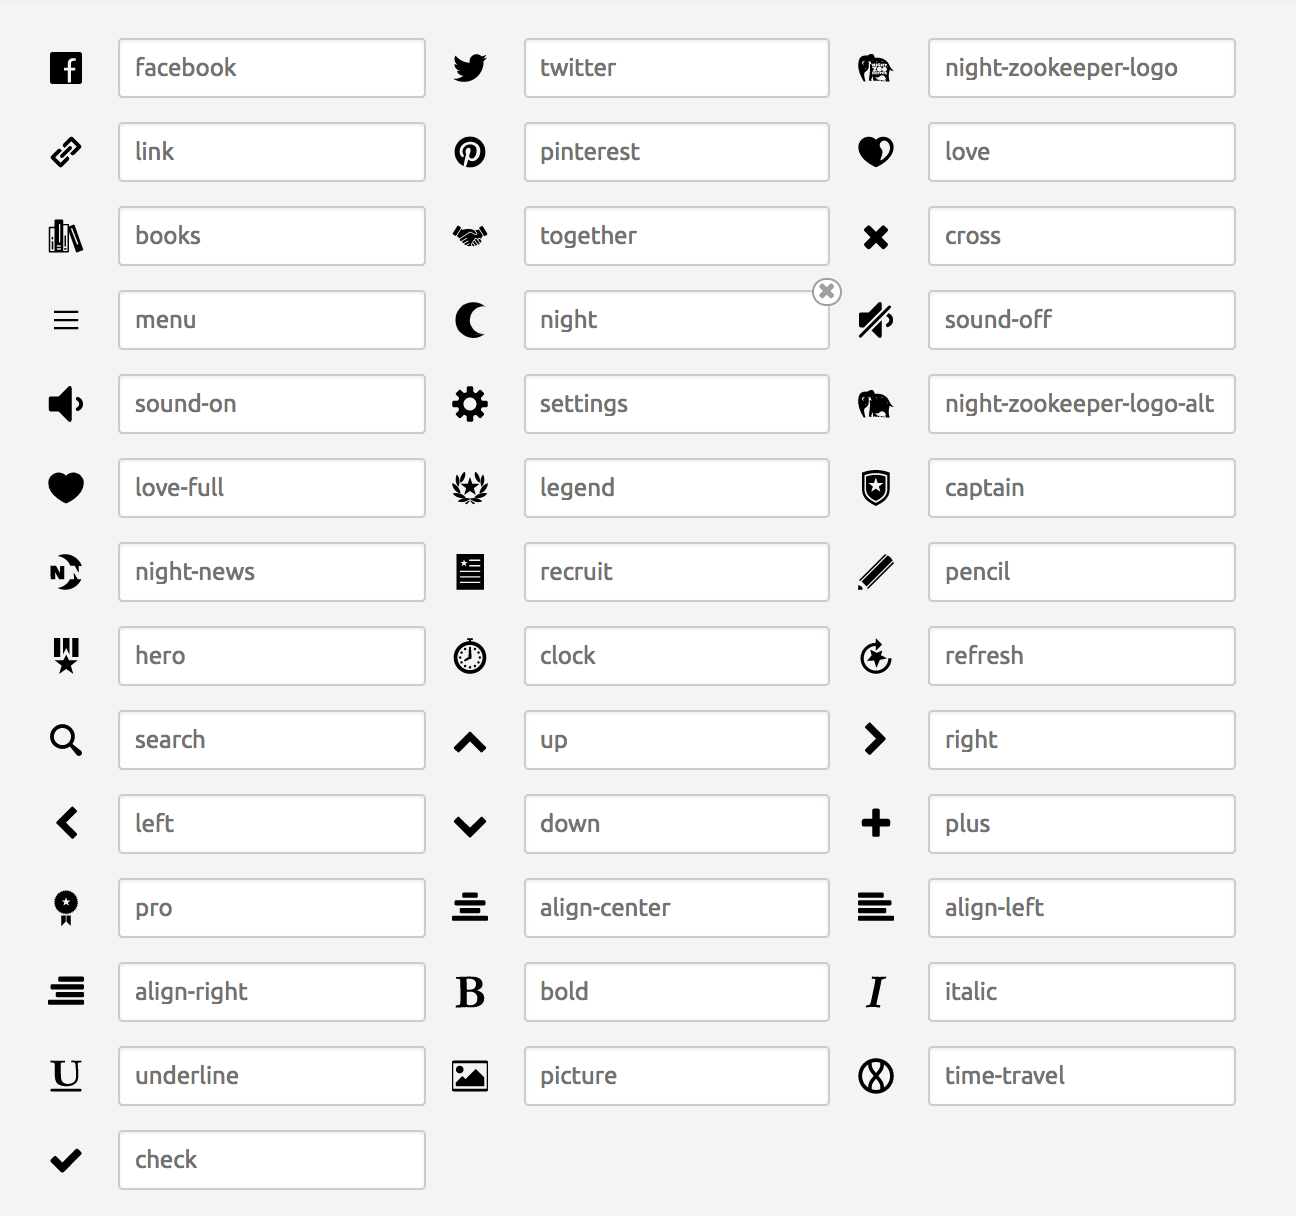 facebook
twitter
night-zookeeper-logo
link
pinterest
love
books
together
cross
menu
night
sound-off
sound-on
settings
night-zookeeper-logo-alt
love-full
legend
captain
night-news
recruit
pencil
hero
clock
refresh
search
up
right
left
down
plus
pro
align-center
align-left
align-right
B
bold
I
italic
U
underline
picture
time-travel
check